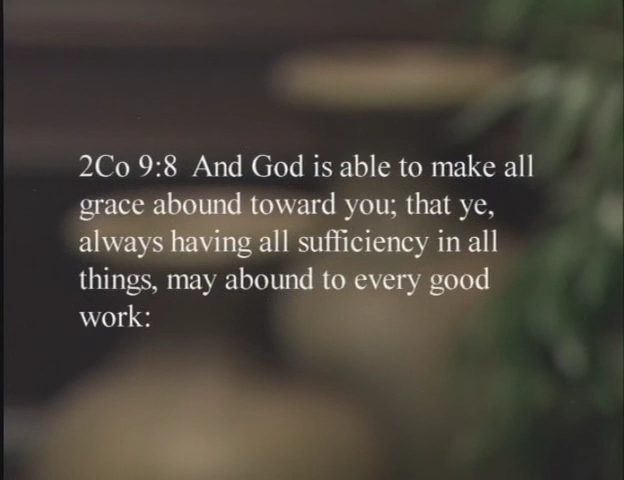 2Co 9:8  And God is able to make all
grace abound toward you; that ye,
always having all sufficiency in all
things, may abound to every good
work: